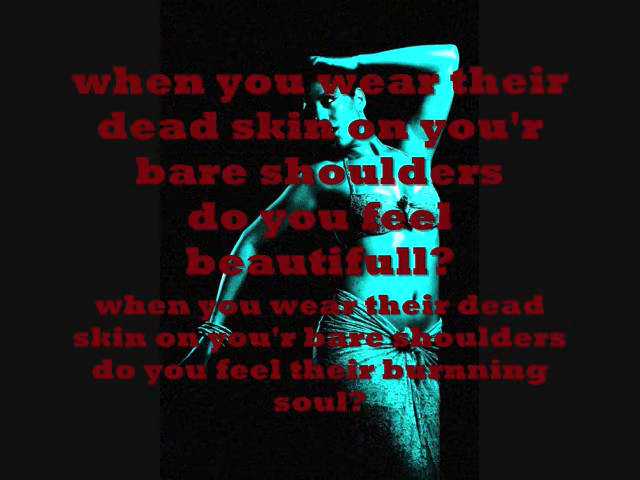 when you wear their
dead skin on you'r
bare shoulders
do you feel
beautifull?
when you wear their dead
skin on you'r bare shoulders
do you feel their burnning
soul?